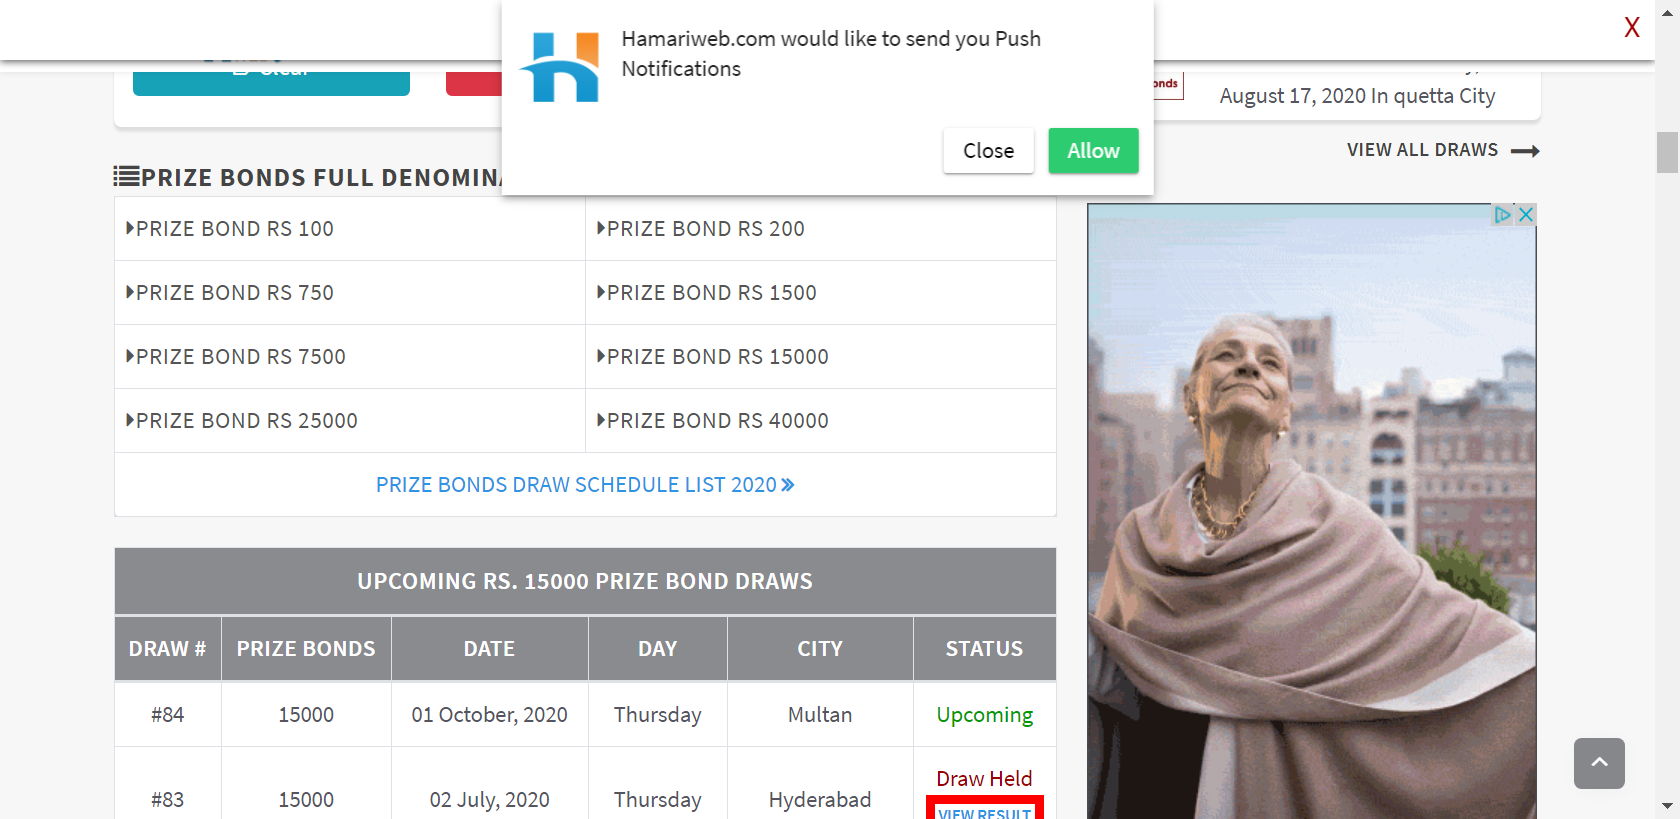 Hamariweb.com would like to send you Push
Notifications
Close
Allow
X
Clear
onds
August 17, 2020 In quetta City
VIEW ALL DRAWS
PRIZE BONDS FULL DENOMINA
PRIZE BOND RS 100
PRIZE BOND RS 200
PRIZE BOND RS 750
PRIZE BOND RS 1500
PRIZE BOND RS 7500
PRIZE BOND RS 15000
PRIZE BOND RS 25000
PRIZE BOND RS 40000
PRIZE BONDS DRAW SCHEDULE LIST 2020 »
UPCOMING RS. 15000 PRIZE BOND DRAWS
DRAW # PRIZE BONDS DATE DAY CITY STATUS
#84 15000 01 October, 2020 Thursday Multan Upcoming
#83 15000 02 July, 2020 Thursday Hyderabad Draw Held
VIEW RESULT